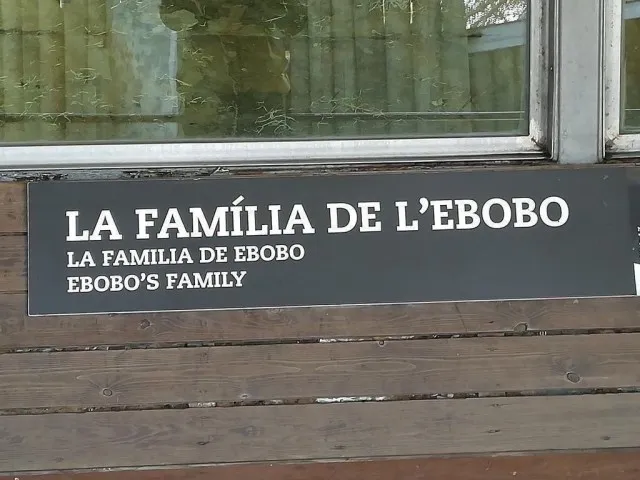 LA FAMÍLIA DE L'EBOBO
LA FAMILIA DE EBOBO
EBOBO'S FAMILY